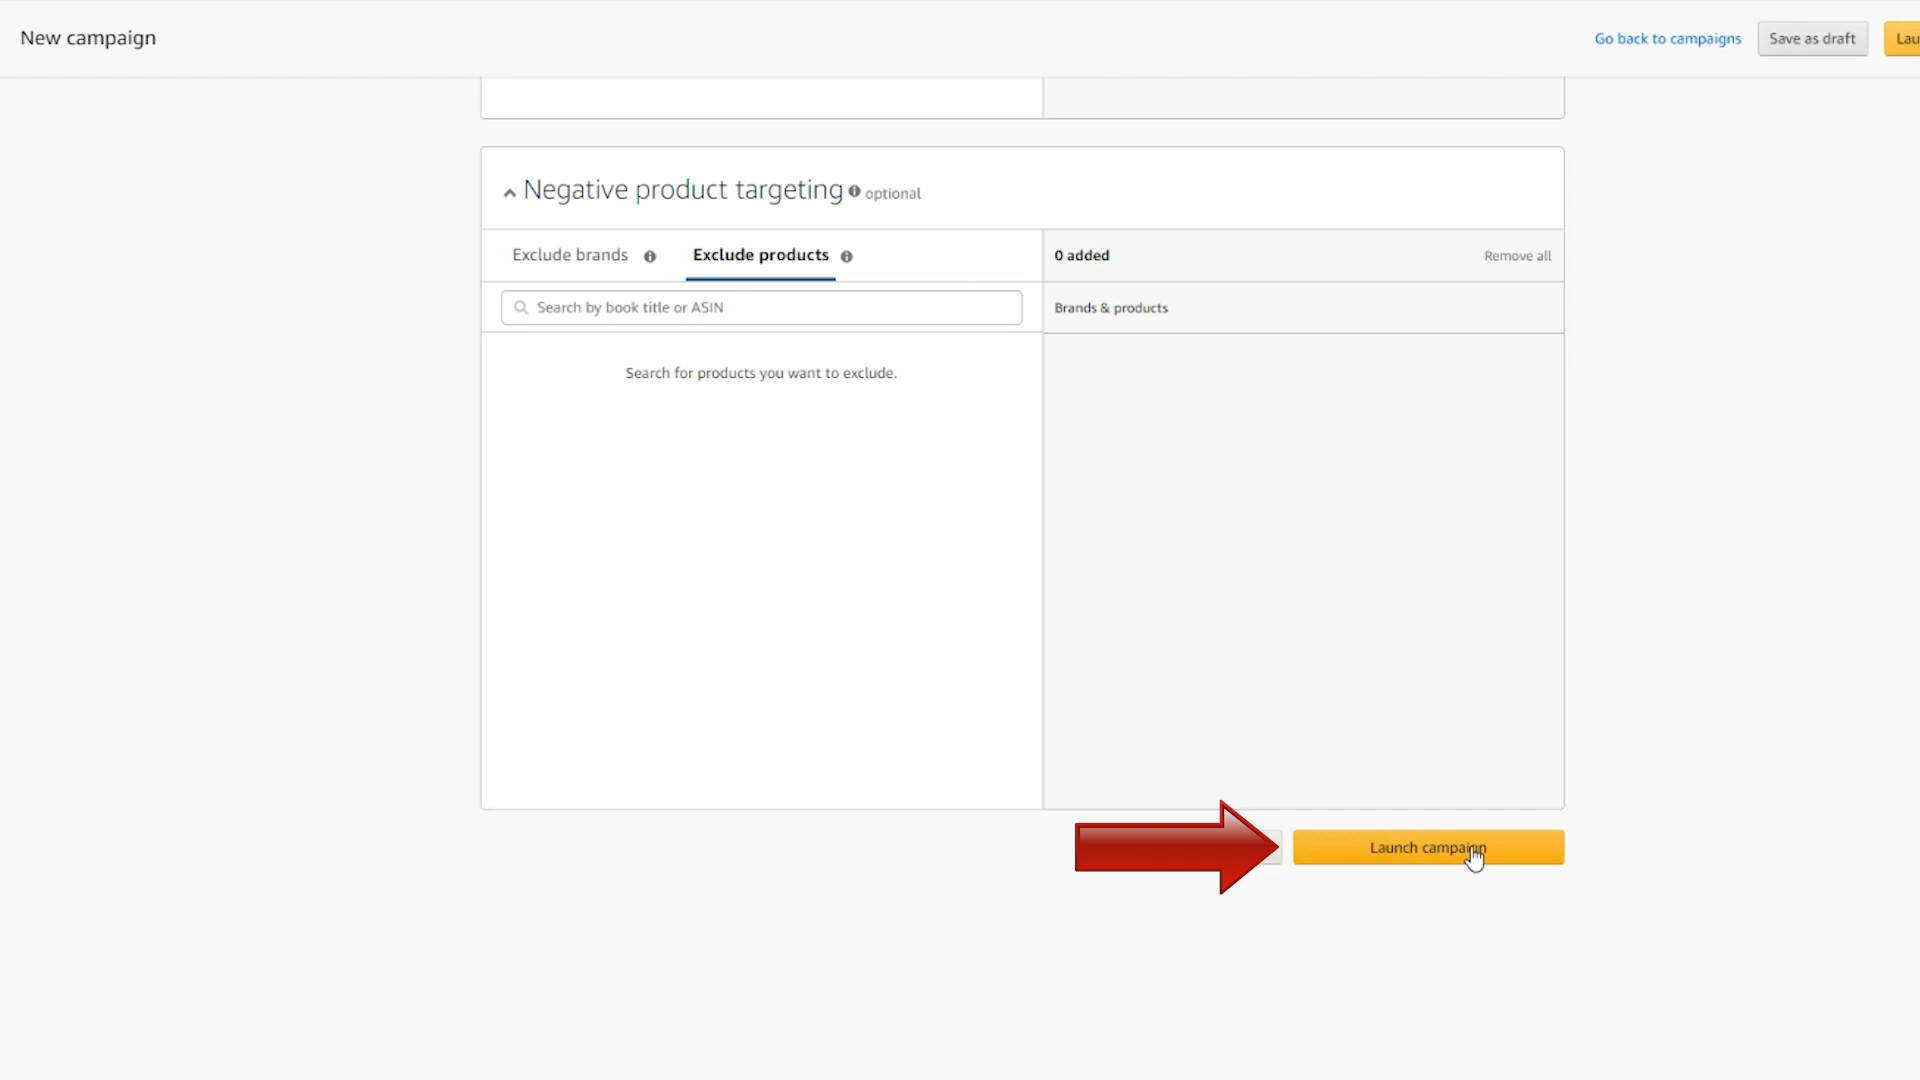 New campaign
Go back to campaigns
Save as draft
Lau
Negative product targeting optional
Exclude brands
Exclude products
0 added
Remove all
Search by book title or ASIN
Brands & products
Search for products you want to exclude.
Launch campaign